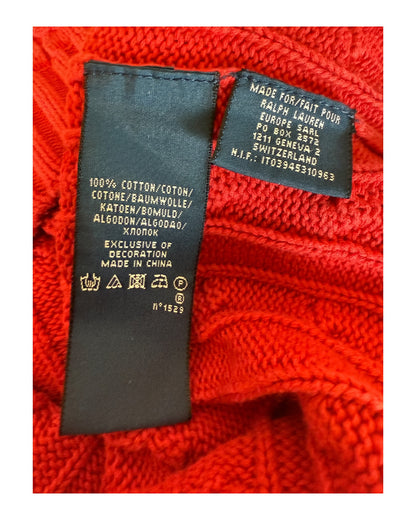 100% COTTON/COTON/
COTONE/BAUMWOLLE/
KATOEN/BOMULD/
ALGODON/ALGODAO/
ХЛОПОК
EXCLUSIVE OF
DECORATION
MADE IN CHINA
P
R
n°1529
MADE FOR/FAIT POUR
RALPH LAUREN
EUROPE SARL
PO BOX 2572
1211 GENEVA 2
SWITZERLAND
N.I.F.: IT03945310963